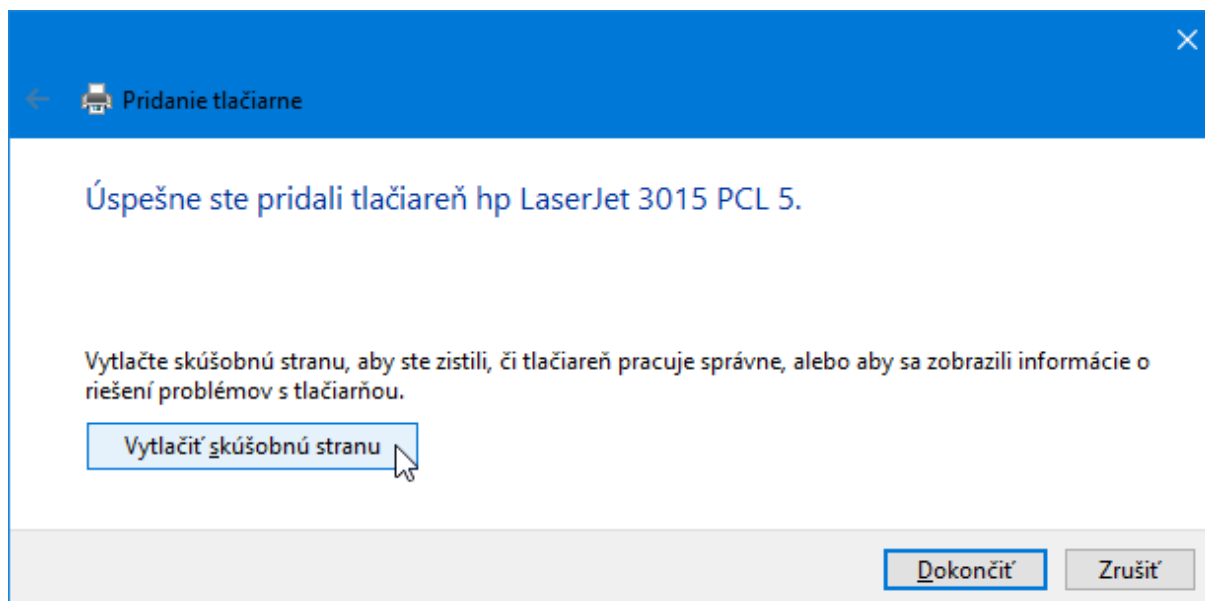 Pridanie tlačiarne
Úspešne ste pridali tlačiareň hp LaserJet 3015 PCL 5.
Vytlačte skúšobnú stranu, aby ste zistili, či tlačiareň pracuje správne, alebo aby sa zobrazili informácie o
riešení problémov s tlačiarňou.
Vytlačiť skúšobnú stranu
Dokončiť
Zrušiť